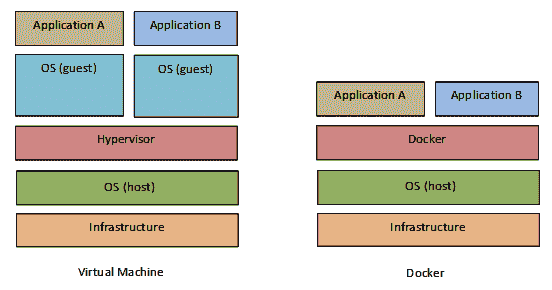 Application A
Application B
OS (guest)
OS (guest)
Hypervisor
OS (host)
Infrastructure
Virtual Machine
Application A
Application B
Docker
OS (host)
Infrastructure
Docker